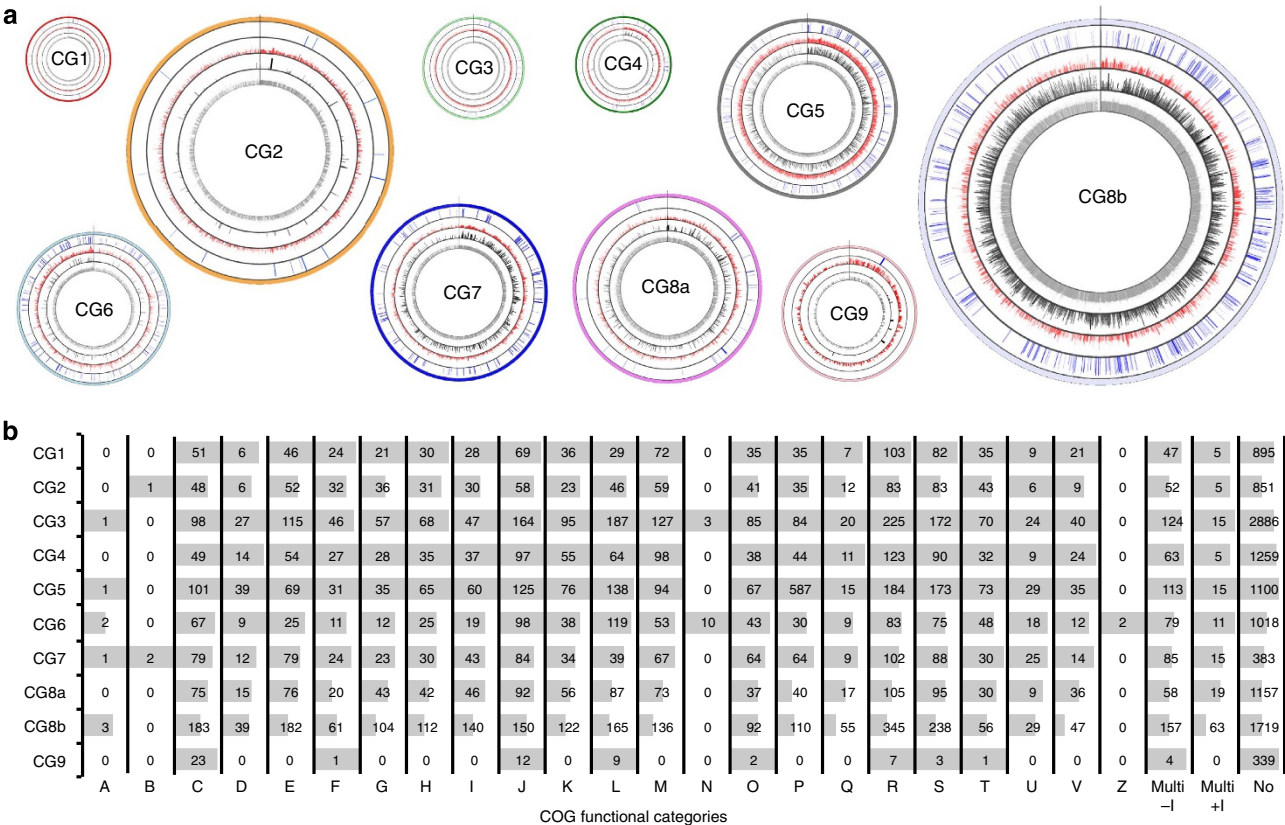 a
CG1
CG2
CG3
CG4
CG5
CG8b
CG6
CG7
CG8a
CG9
b
CG1 0 0 51 6 46 24 21 30 28 69 36 29 72 0 35 35 7 103 82 35 9 21 0 47 5 895
CG2 0 1 48 6 52 32 36 31 30 58 23 46 59 0 41 35 12 83 83 43 6 9 0 52 5 851
CG3 1 0 98 27 115 46 57 68 47 164 95 187 127 3 85 84 20 225 172 70 24 40 0 124 15 2886
CG4 0 0 49 14 54 27 28 35 37 97 55 64 98 0 38 44 11 123 90 32 9 24 0 63 5 1259
CG5 1 0 101 39 69 31 35 65 60 125 76 138 94 0 67 587 15 184 173 73 29 35 0 113 15 1100
CG6 2 0 67 9 25 11 12 25 19 98 38 119 53 10 43 30 9 83 75 48 18 12 2 79 11 1018
CG7 1 2 79 12 79 24 23 30 43 84 34 39 67 0 64 64 9 102 88 30 25 14 0 85 15 383
CG8a 0 0 75 15 76 20 43 42 46 92 56 87 73 0 37 40 17 105 95 30 9 36 0 58 19 1157
CG8b 3 0 183 39 182 61 104 112 140 150 122 165 136 0 92 110 55 345 238 56 29 47 0 157 63 1719
CG9 0 0 23 0 0 1 0 0 0 12 0 9 0 0 2 0 0 7 3 1 0 0 0 4 0 339
A B C D E F G H I J K L M N O P Q R S T U V Z Multi Multi No
–I +I
COG functional categories